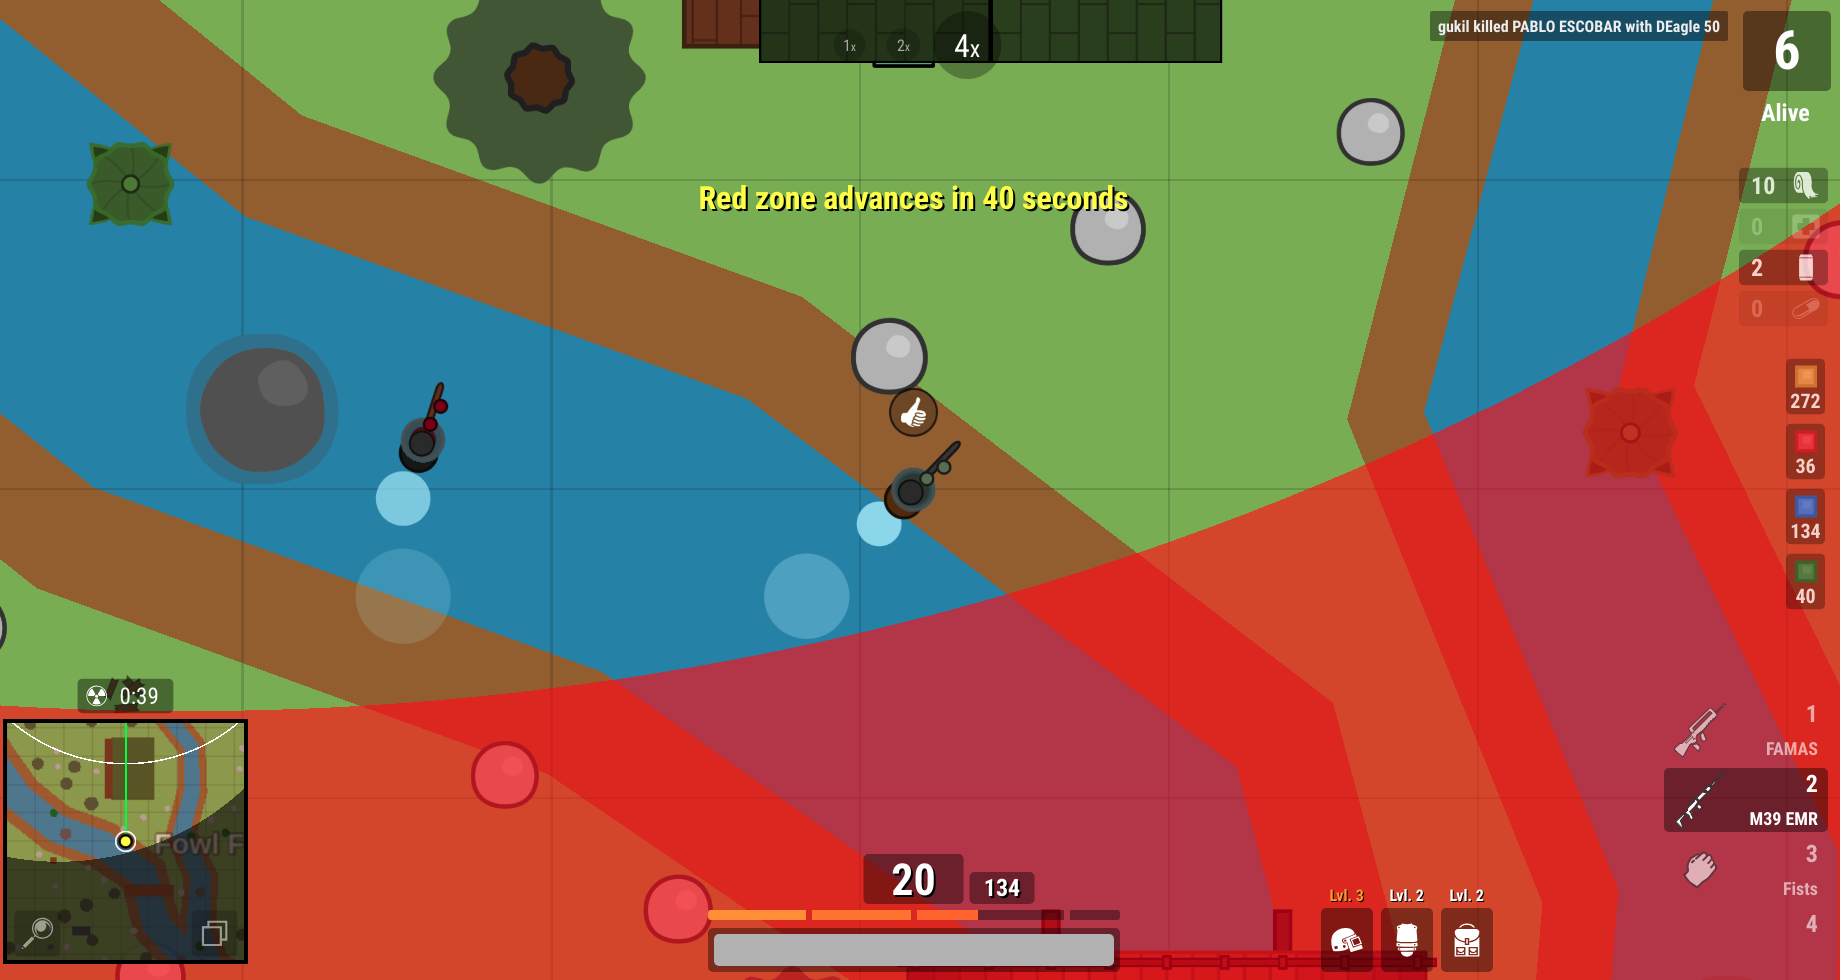 gukil killed PABLO ESCOBAR with DEagle 50
6
Alive
1x 2x 4x
Red zone advances in 40 seconds
10
0
2
0
272
36
134
40
0:39
Fowl F
1
FAMAS
2
M39 EMR
3
Fists
4
20 134
Lvl. 3 Lvl. 2 Lvl. 2